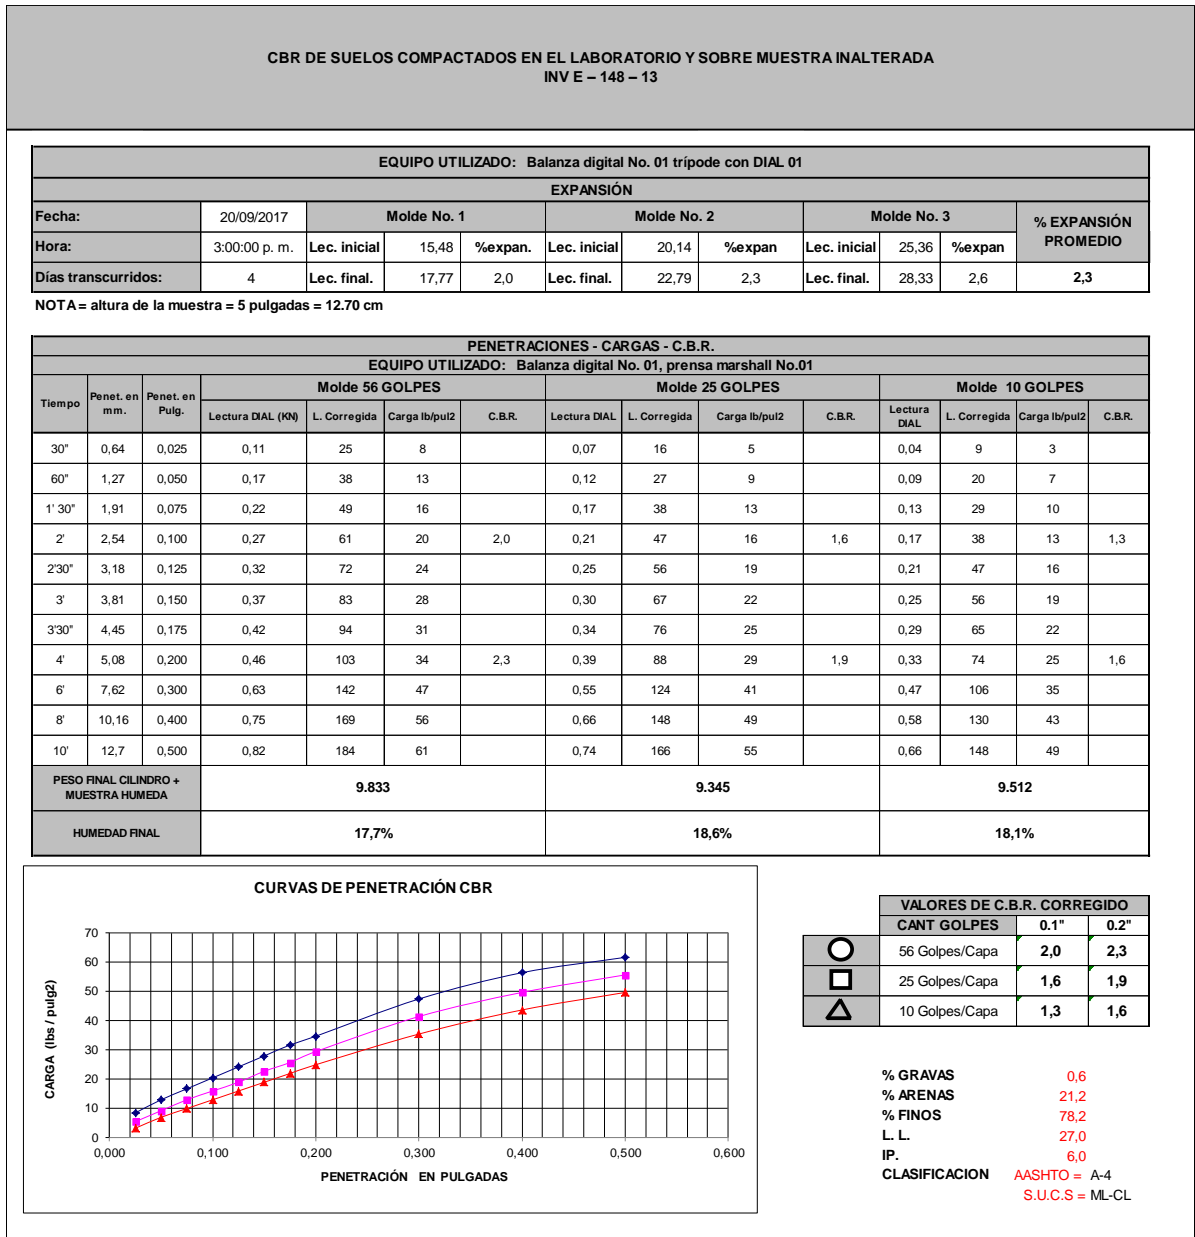 CBR DE SUELOS COMPACTADOS EN EL LABORATORIO Y SOBRE MUESTRA INALTERADA
INV E – 148 – 13
EQUIPO UTILIZADO: Balanza digital No. 01 trípode con DIAL 01
EXPANSIÓN
Fecha: 20/09/2017 Molde No. 1 Molde No. 2 Molde No. 3 % EXPANSIÓN PROMEDIO
Hora: 3:00:00 p. m. Lec. inicial 15,48 %expan. Lec. inicial 20,14 %expan Lec. inicial 25,36 %expan
Días transcurridos: 4 Lec. final. 17,77 2,0 Lec. final. 22,79 2,3 Lec. final. 28,33 2,6 2,3
NOTA= altura de la muestra = 5 pulgadas = 12.70 cm
PENETRACIONES - CARGAS - C.B.R.
EQUIPO UTILIZADO: Balanza digital No. 01, prensa marshall No.01
Tiempo Penet. en mm. Penet. en Pulg. Molde 56 GOLPES Molde 25 GOLPES Molde 10 GOLPES
Lectura DIAL (KN) L. Corregida Carga lb/pul2 C.B.R. Lectura DIAL L. Corregida Carga lb/pul2 C.B.R. Lectura DIAL L. Corregida Carga lb/pul2 C.B.R.
30" 0,64 0,025 0,11 25 8 0,07 16 5 0,04 9 3
60" 1,27 0,050 0,17 38 13 0,12 27 9 0,09 20 7
1' 30" 1,91 0,075 0,22 49 16 0,17 38 13 0,13 29 10
2' 2,54 0,100 0,27 61 20 2,0 0,21 47 16 1,6 0,17 38 13 1,3
2'30" 3,18 0,125 0,32 72 24 0,25 56 19 0,21 47 16
3' 3,81 0,150 0,37 83 28 0,30 67 22 0,25 56 19
3'30" 4,45 0,175 0,42 94 31 0,34 76 25 0,29 65 22
4' 5,08 0,200 0,46 103 34 2,3 0,39 88 29 1,9 0,33 74 25 1,6
6' 7,62 0,300 0,63 142 47 0,55 124 41 0,47 106 35
8' 10,16 0,400 0,75 169 56 0,66 148 49 0,58 130 43
10' 12,7 0,500 0,82 184 61 0,74 166 55 0,66 148 49
PESO FINAL CILINDRO + MUESTRA HUMEDA 9.833 9.345 9.512
HUMEDAD FINAL 17,7% 18,6% 18,1%
CURVAS DE PENETRACIÓN CBR
CARGA (lbs / pulg2)
70
60
50
40
30
20
10
0
0,000 0,100 0,200 0,300 0,400 0,500 0,600
PENETRACIÓN EN PULGADAS
VALORES DE C.B.R. CORREGIDO
CANT GOLPES 0.1" 0.2"
56 Golpes/Capa 2,0 2,3
25 Golpes/Capa 1,6 1,9
10 Golpes/Capa 1,3 1,6
% GRAVAS 0,6
% ARENAS 21,2
% FINOS 78,2
L. L. 27,0
IP. 6,0
CLASIFICACION AASHTO = A-4
S.U.C.S = ML-CL